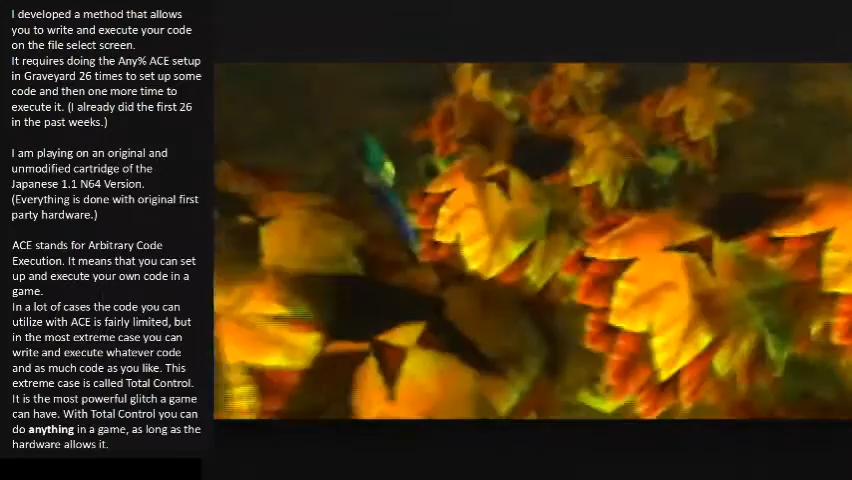 I developed a method that allows
you to write and execute your code
on the file select screen.
It requires doing the Any% ACE setup
in Graveyard 26 times to set up some
code and then one more time to
execute it. (I already did the first 26
in the past weeks.)
I am playing on an original and
unmodified cartridge of the
Japanese 1.1 N64 Version.
(Everything is done with original first
party hardware.)
ACE stands for Arbitrary Code
Execution. It means that you can set
up and execute your own code in a
game.
In a lot of cases the code you can
utilize with ACE is fairly limited, but
in the most extreme case you can
write and execute whatever code
and as much code as you like. This
extreme case is called Total Control.
It is the most powerful glitch a game
can have. With Total Control you can
do anything in a game, as long as the
hardware allows it.